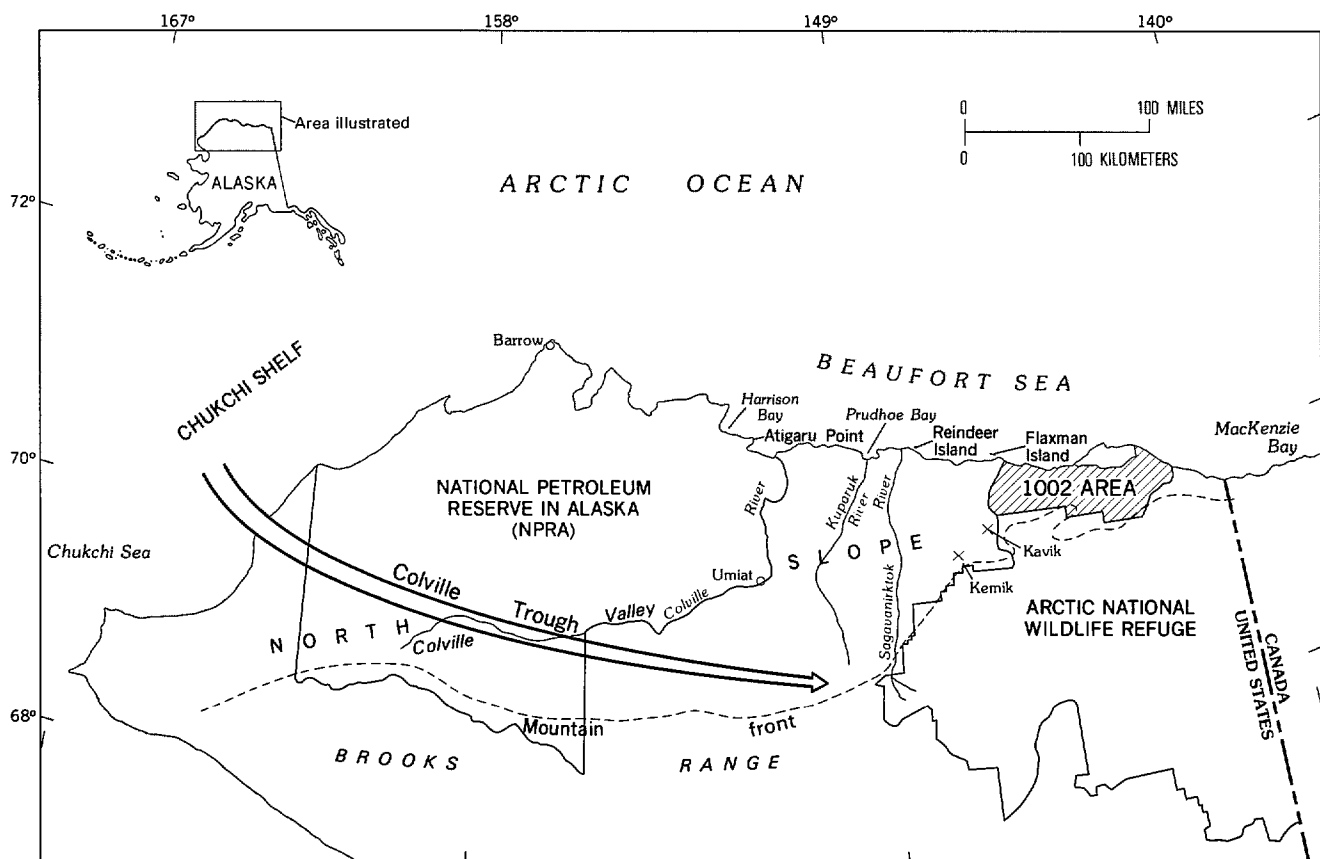 167°
158°
149°
140°
Area illustrated
ALASKA
0 100 MILES
0 100 KILOMETERS
ARCTIC OCEAN
72°
CHUKCHI SHELF
Barrow
BEAUFORT SEA
Harrison
Bay
Prudhoe Bay
Atigaru Point
Reindeer
Island
Flaxman
Island
MacKenzie
Bay
70°
NATIONAL PETROLEUM
RESERVE IN ALASKA
(NPRA)
River
Kuparuk
River
River
1002 AREA
Chukchi Sea
SLOPE
Kavik
Umiat
Kemik
Colville
Trough
Valley
Colville
Sagavanirktok
ARCTIC NATIONAL
WILDLIFE REFUGE
NORTH
Colville
CANADA
UNITED STATES
68°
Mountain
front
BROOKS
RANGE